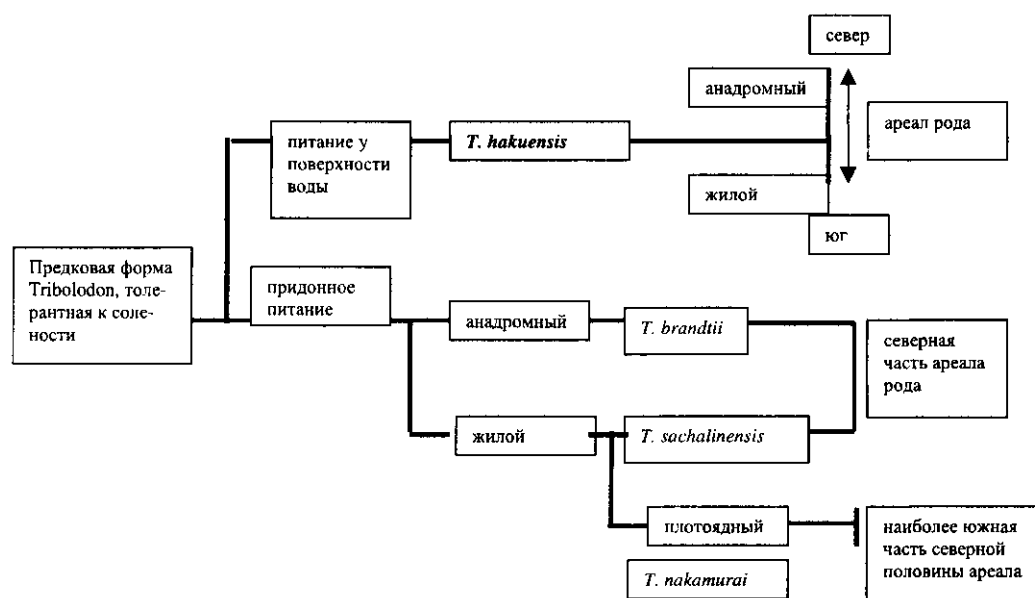 север
анадромный
ареал рода
питание у
поверхности
воды
T. hakuensis
жилой
юг
Предковая форма
Tribolodon, толе-
рантная к соле-
ности
придонное
питание
анадромный
T. brandtii
северная
часть ареала
рода
жилой
T. sachalinensis
плотоядный
T. nakamurai
наиболее южная
часть северной
половины ареала